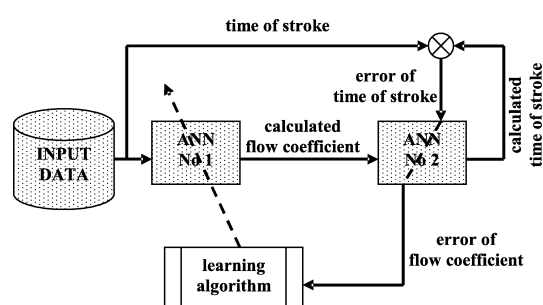 time of stroke
error of
time of stroke
calculated
time of stroke
INPUT
DATA
ANN
No 1
calculated
flow coefficient
ANN
No 2
error of
flow coefficient
learning
algorithm